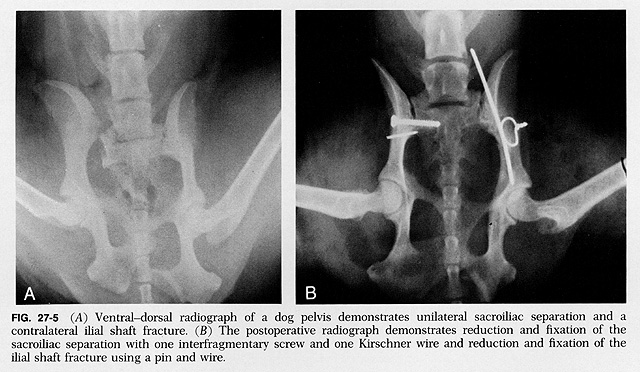 A
B
FIG. 27-5 (A) Ventral–dorsal radiograph of a dog pelvis demonstrates unilateral sacroiliac separation and a
contralateral ilial shaft fracture. (B) The postoperative radiograph demonstrates reduction and fixation of the
sacroiliac separation with one interfragmentary screw and one Kirschner wire and reduction and fixation of the
ilial shaft fracture using a pin and wire.